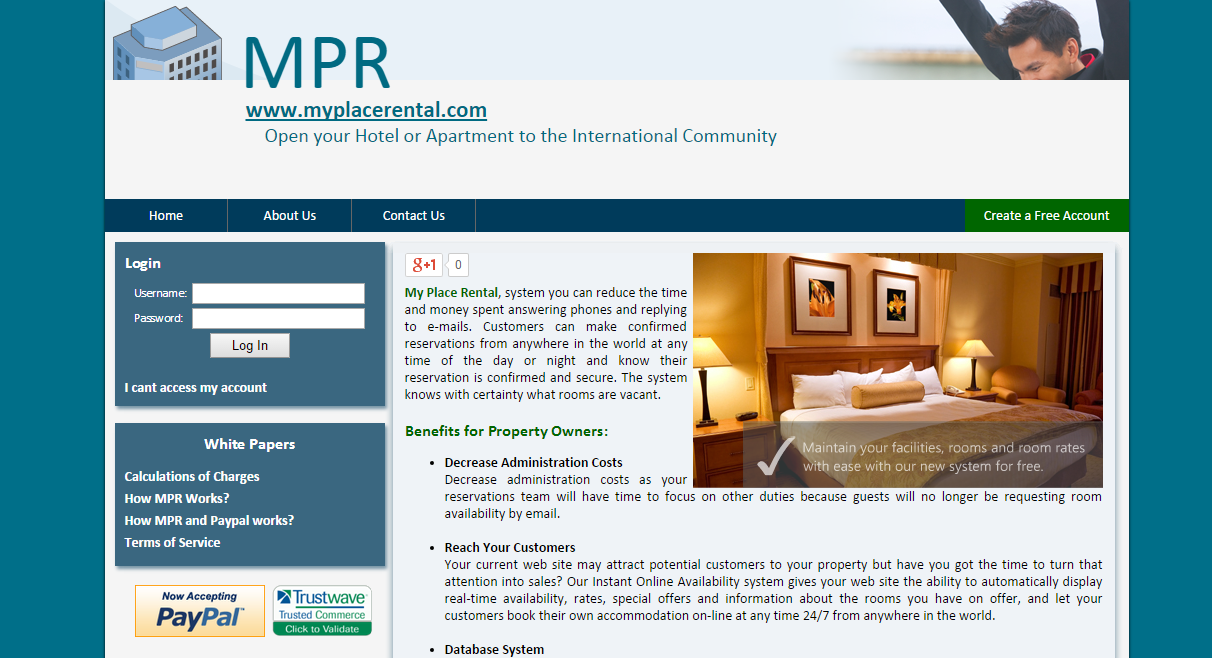 MPR
www.myplacerental.com
Open your Hotel or Apartment to the International Community
Home
About Us
Contact Us
Create a Free Account
Login
Username:
Password:
Log In
I cant access my account
White Papers
Calculations of Charges
How MPR Works?
How MPR and Paypal works?
Terms of Service
Now Accepting
PayPal™
Trustwave®
Trusted Commerce
Click to Validate
g+1
0
My Place Rental, system you can reduce the time
and money spent answering phones and replying
to e-mails. Customers can make confirmed
reservations from anywhere in the world at any
time of the day or night and know their
reservation is confirmed and secure. The system
knows with certainty what rooms are vacant.
Maintain your facilities, rooms and room rates
with ease with our new system for free.
Benefits for Property Owners:
• Decrease Administration Costs
Decrease administration costs as your
reservations team will have time to focus on other duties because guests will no longer be requesting room
availability by email.
• Reach Your Customers
Your current web site may attract potential customers to your property but have you got the time to turn that
attention into sales? Our Instant Online Availability system gives your web site the ability to automatically display
real-time availability, rates, special offers and information about the rooms you have on offer, and let your
customers book their own accommodation on-line at any time 24/7 from anywhere in the world.
• Database System